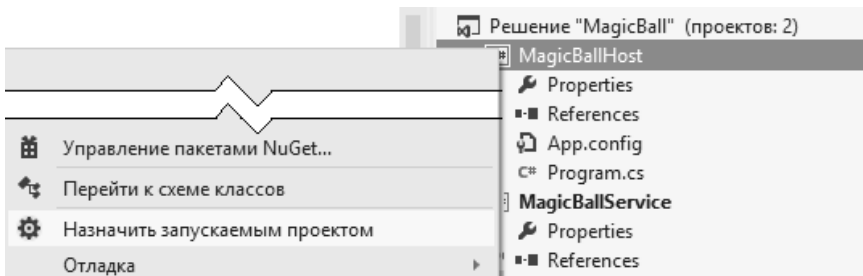 Решение "MagicBall" (проектов: 2)
MagicBallHost
Properties
References
App.config
C# Program.cs
MagicBallService
Properties
References
Управление пакетами NuGet...
Перейти к схеме классов
Назначить запускаемым проектом
Отладка